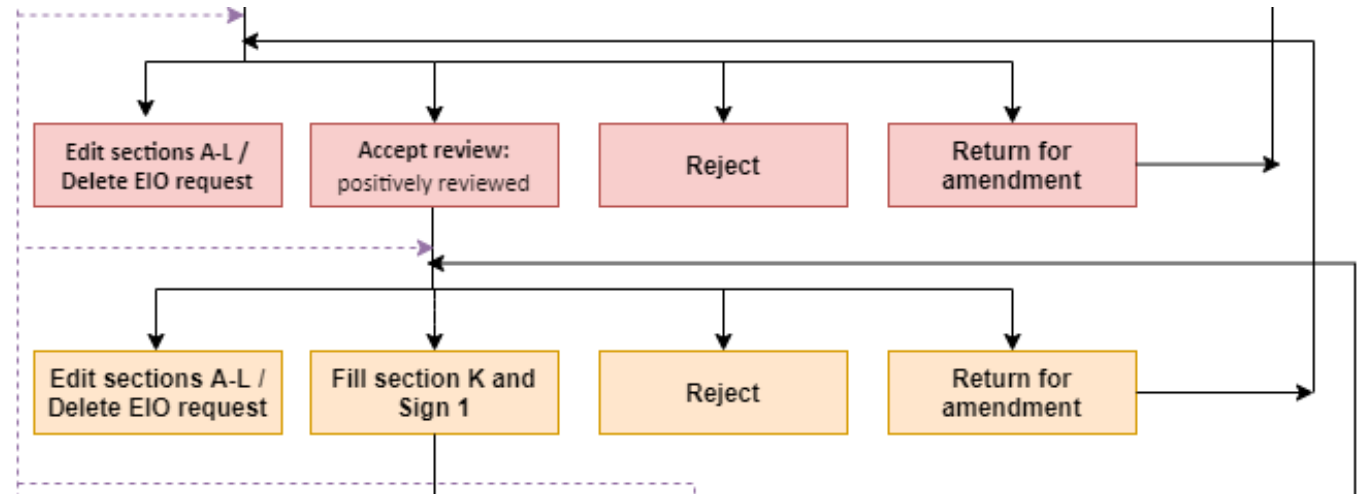 Edit sections A-L /
Delete EIO request
Accept review:
positively reviewed
Reject
Return for
amendment
Edit sections A-L /
Delete EIO request
Fill section K and
Sign 1
Reject
Return for
amendment